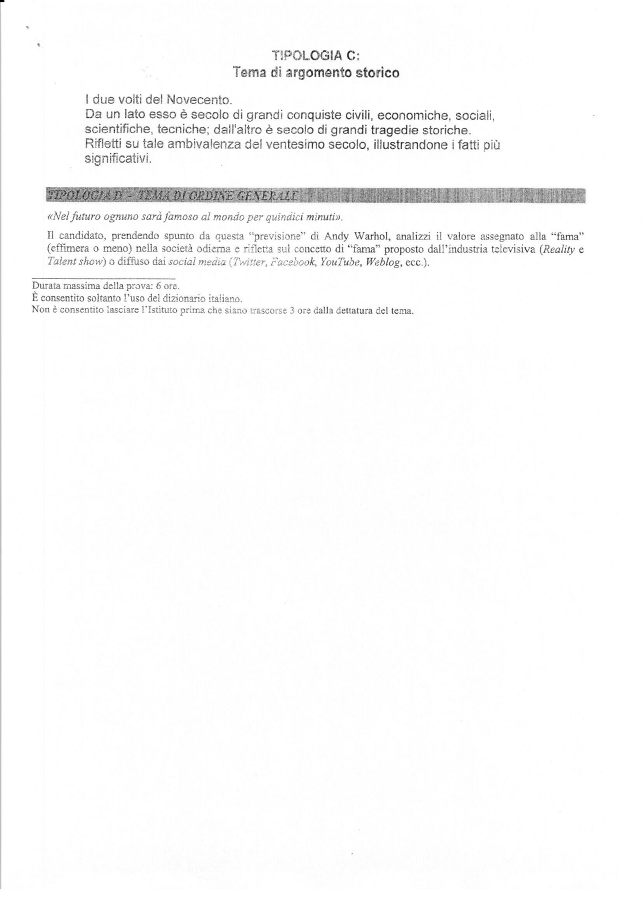 TIPOLOGIA C:
Tema di argomento storico
I due volti del Novecento.
Da un lato esso è secolo di grandi conquiste civili, economiche, sociali,
scientifiche, tecniche; dall'altro è secolo di grandi tragedie storiche.
Rifletti su tale ambivalenza del ventesimo secolo, illustrandone i fatti più
significativi.
TIPOLOGIA D – TEMA DI ORDINE GENERALE
«Nel futuro ognuno sarà famoso al mondo per quindici minuti».
Il candidato, prendendo spunto da questa "previsione" di Andy Warhol, analizzi il valore assegnato alla "fama"
(effimera o meno) nella società odierna e rifletta sul concetto di "fama" proposto dall'industria televisiva (Reality e
Talent show) o diffuso dai social media (Twitter, Facebook, YouTube, Weblog, ecc.).
Durata massima della prova: 6 ore.
È consentito soltanto l'uso del dizionario italiano.
Non è consentito lasciare l'Istituto prima che siano trascorse 3 ore dalla dettatura del tema.